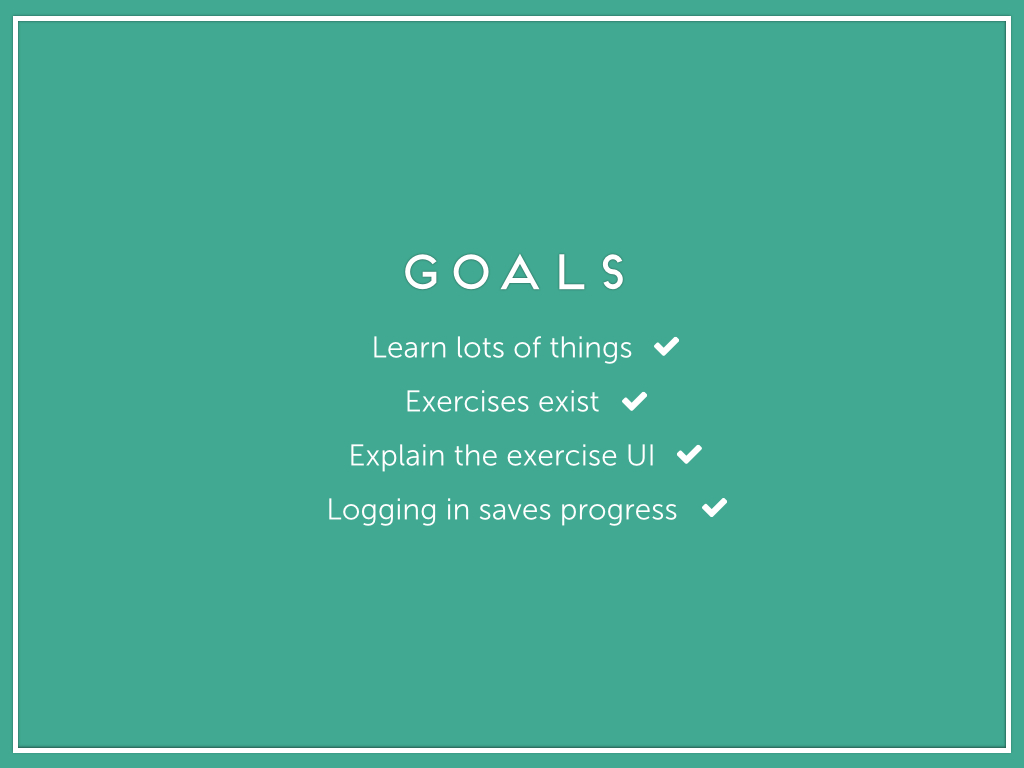 GOALS
Learn lots of things ✔
Exercises exist ✔
Explain the exercise UI ✔
Logging in saves progress ✔